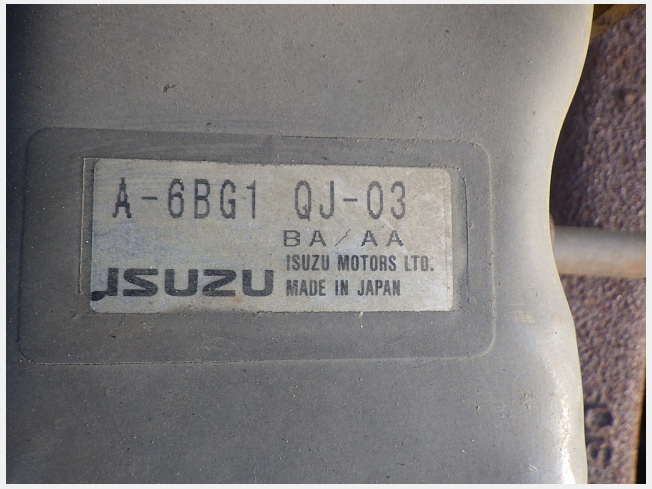 A-6BG1 QJ-03
BA/AA
ISUZU MOTORS LTD.
ISUZU MADE IN JAPAN